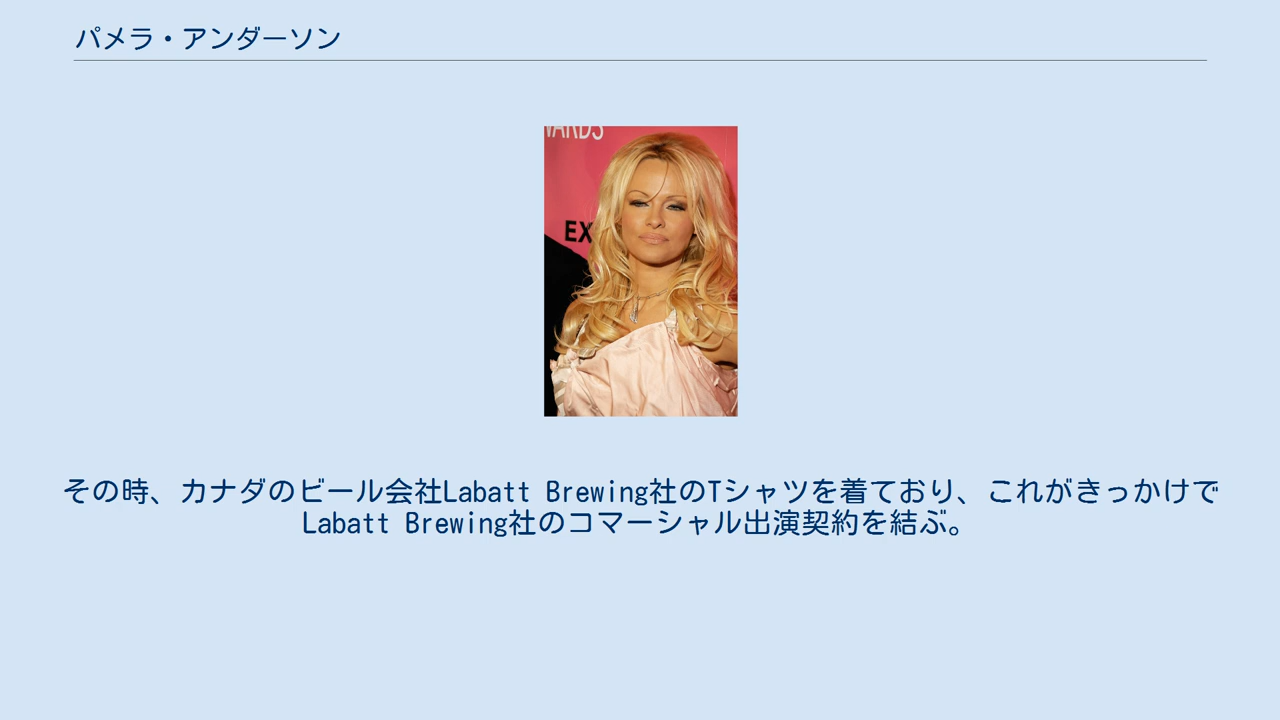 パメラ・アンダーソン
WARDS
EX
その時、カナダのビール会社Labatt Brewing社のTシャツを着ており、これがきっかけで
Labatt Brewing社のコマーシャル出演契約を結ぶ。